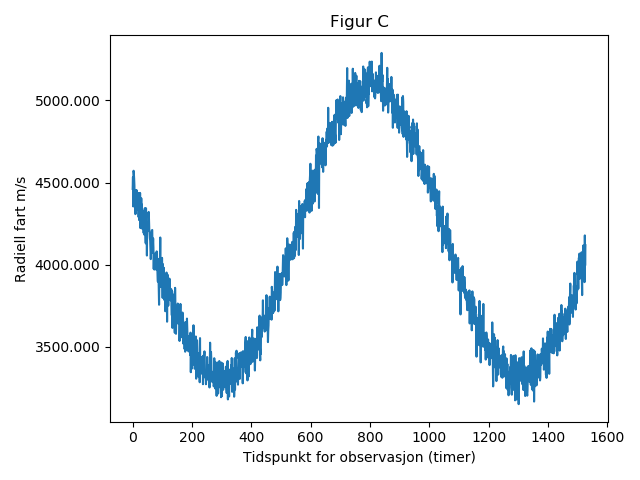 Figur C
5000.000
4500.000
4000.000
3500.000
Radiell fart m/s
0 200 400 600 800 1000 1200 1400 1600
Tidspunkt for observasjon (timer)